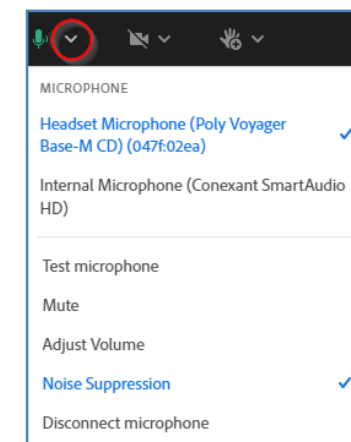 MICROPHONE
Headset Microphone (Poly Voyager
Base-M CD) (047f:02ea)
Internal Microphone (Conexant SmartAudio
HD)
Test microphone
Mute
Adjust Volume
Noise Suppression
Disconnect microphone